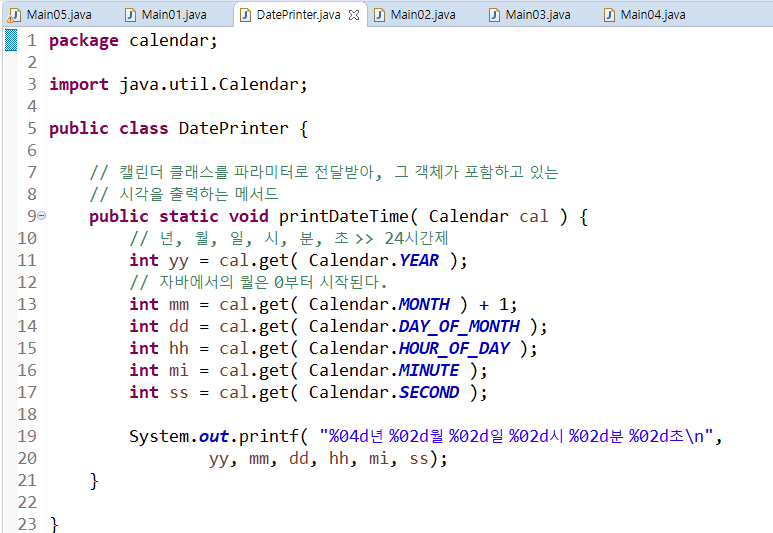 Main05.java Main01.java DatePrinter.java Main02.java Main03.java Main04.java
1 package calendar;
2
3 import java.util.Calendar;
4
5 public class DatePrinter {
6
7     // 캘린더 클래스를 파라미터로 전달받아, 그 객체가 포함하고 있는
8     // 시각을 출력하는 메서드
9     public static void printDateTime( Calendar cal ) {
10         // 년, 월, 일, 시, 분, 초 >> 24시간제
11         int yy = cal.get( Calendar.YEAR );
12         // 자바에서의 월은 0부터 시작된다.
13         int mm = cal.get( Calendar.MONTH ) + 1;
14         int dd = cal.get( Calendar.DAY_OF_MONTH );
15         int hh = cal.get( Calendar.HOUR_OF_DAY );
16         int mi = cal.get( Calendar.MINUTE );
17         int ss = cal.get( Calendar.SECOND );
18
19         System.out.printf( "%04d년 %02d월 %02d일 %02d시 %02d분 %02d초\n",
20                 yy, mm, dd, hh, mi, ss);
21     }
22
23 }